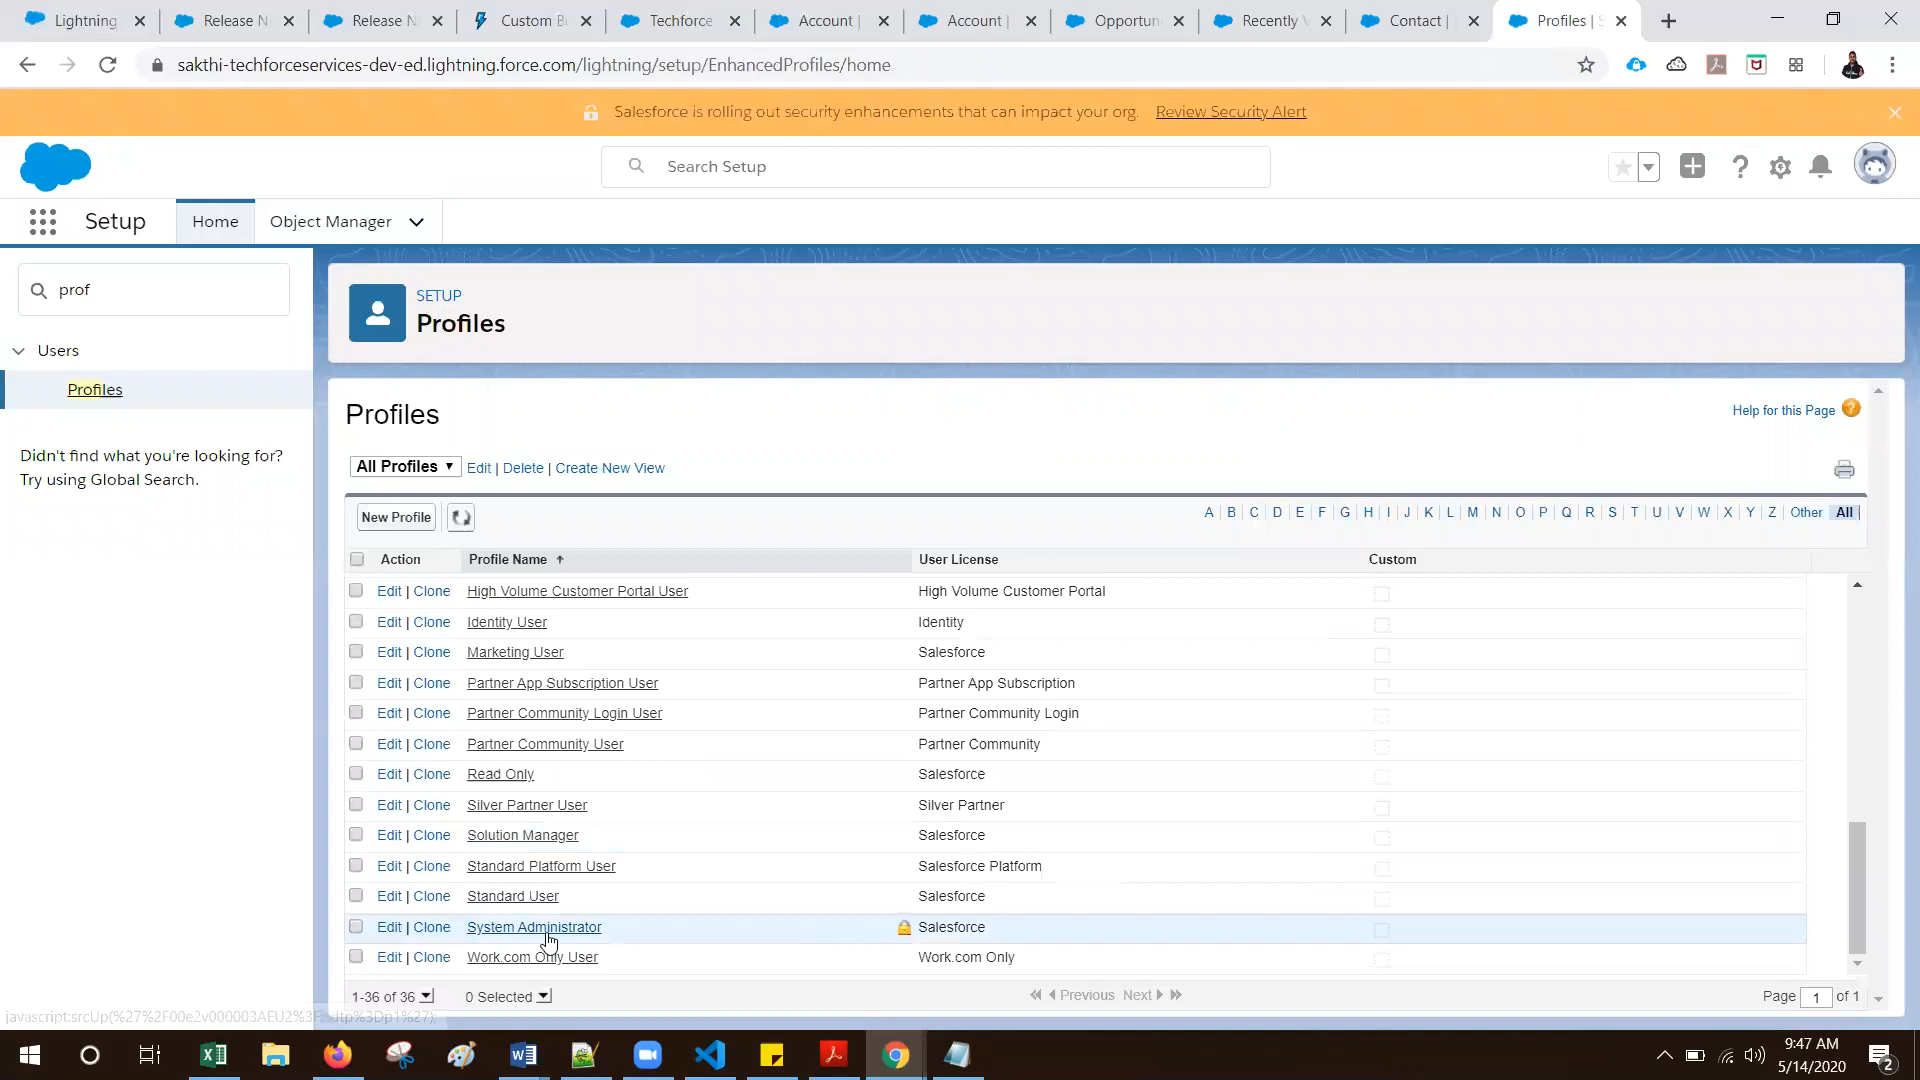 Lightning
Release N
Release N
Custom B
Techforce
Account |
Account |
Opportun
Recently V
Contact |
Profiles | S
sakthi-techforceservices-dev-ed.lightning.force.com/lightning/setup/EnhancedProfiles/home
Salesforce is rolling out security enhancements that can impact your org. Review Security Alert
Search Setup
Setup
Home
Object Manager
prof
Users
Profiles
Didn't find what you're looking for?
Try using Global Search.
SETUP
Profiles
Profiles
Help for this Page
All Profiles Edit | Delete | Create New View
New Profile
A | B | C | D | E | F | G | H | I | J | K | L | M | N | O | P | Q | R | S | T | U | V | W | X | Y | Z | Other | All
Action Profile Name User License Custom
Edit | Clone High Volume Customer Portal User High Volume Customer Portal
Edit | Clone Identity User Identity
Edit | Clone Marketing User Salesforce
Edit | Clone Partner App Subscription User Partner App Subscription
Edit | Clone Partner Community Login User Partner Community Login
Edit | Clone Partner Community User Partner Community
Edit | Clone Read Only Salesforce
Edit | Clone Silver Partner User Silver Partner
Edit | Clone Solution Manager Salesforce
Edit | Clone Standard Platform User Salesforce Platform
Edit | Clone Standard User Salesforce
Edit | Clone System Administrator Salesforce
Edit | Clone Work.com Only User Work.com Only
1-36 of 36 0 Selected Previous Next Page 1 of 1
9:47 AM
5/14/2020
2